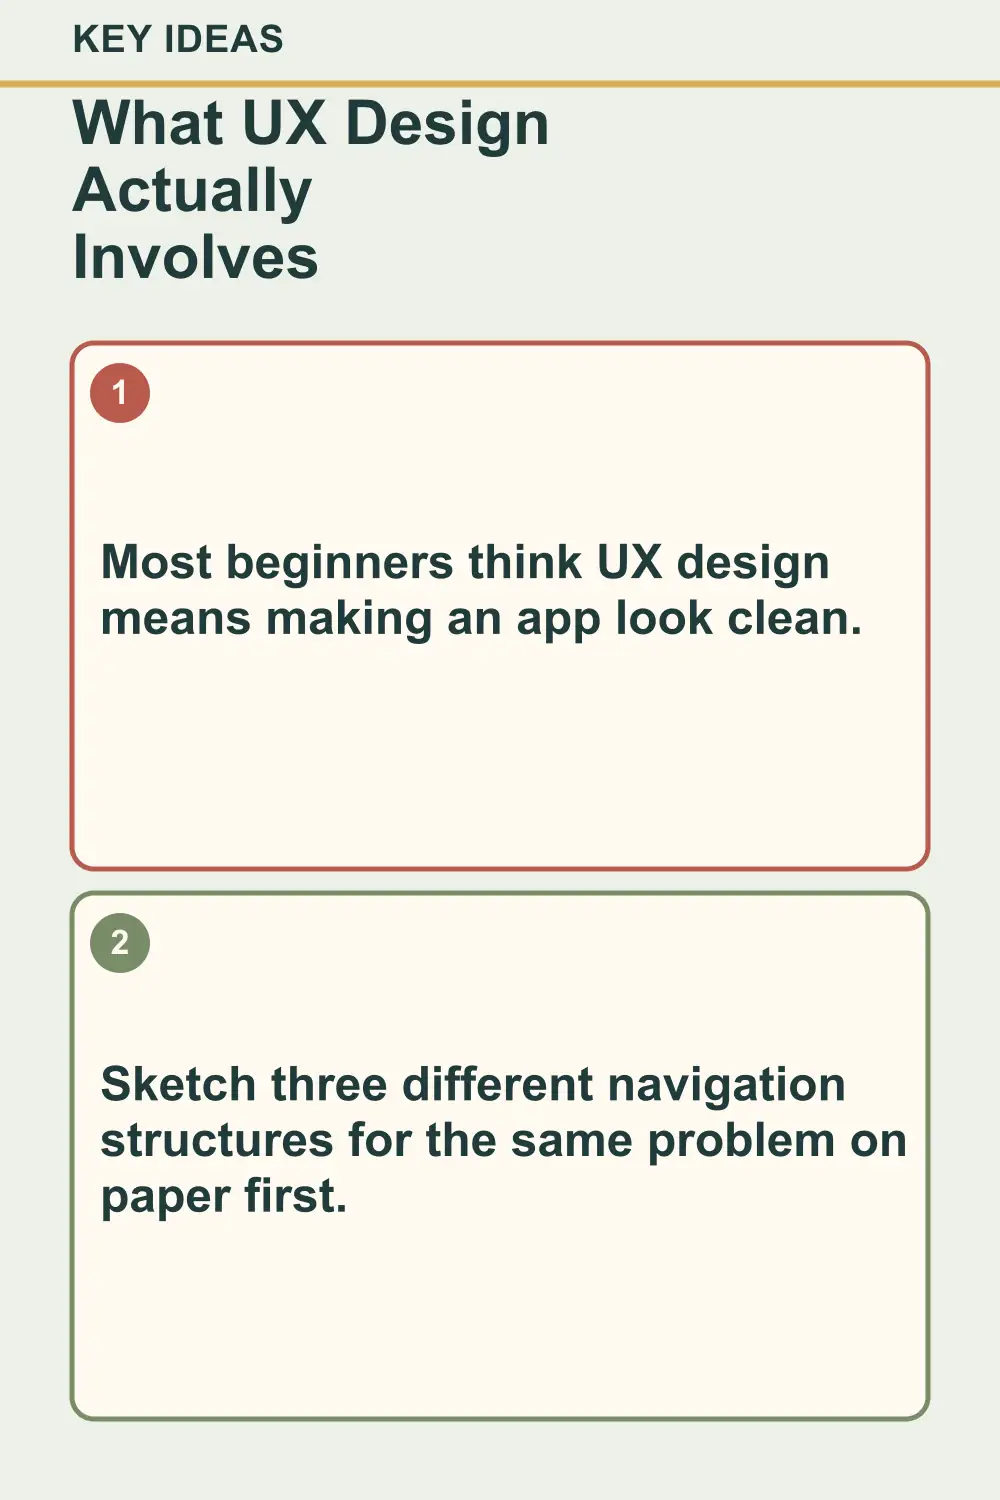 KEY IDEAS
What UX Design
Actually
Involves
1
Most beginners think UX design
means making an app look clean.
2
Sketch three different navigation
structures for the same problem on
paper first.